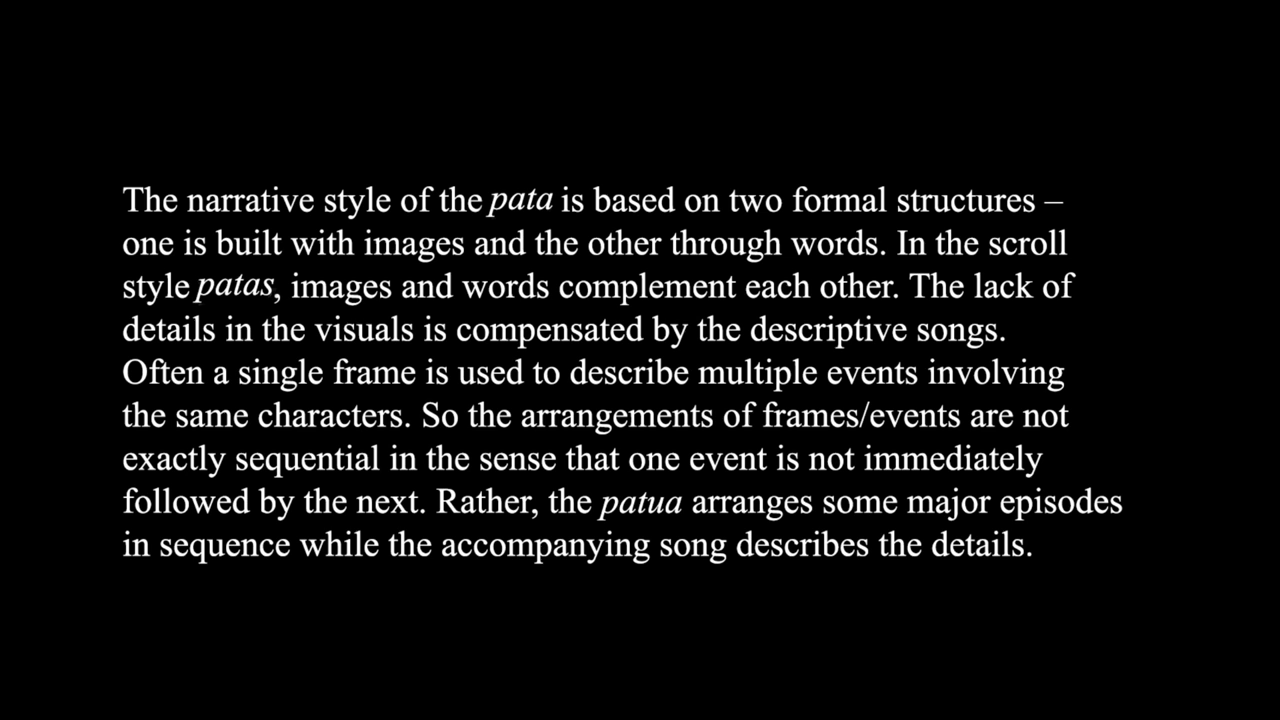 The narrative style of the pata is based on two formal structures –
one is built with images and the other through words. In the scroll
style patas, images and words complement each other. The lack of
details in the visuals is compensated by the descriptive songs.
Often a single frame is used to describe multiple events involving
the same characters. So the arrangements of frames/events are not
exactly sequential in the sense that one event is not immediately
followed by the next. Rather, the patua arranges some major episodes
in sequence while the accompanying song describes the details.